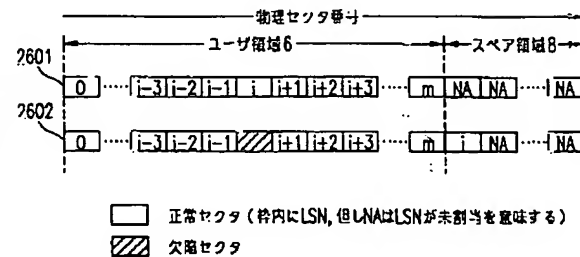 物理セクタ番号
ユーザ領域6 スペア領域8
2601
0 ⋯⋯ i-3 i-2 i-1 i i+1 i+2 i+3 ⋯⋯ m NA NA ⋯⋯ NA
2602
0 ⋯⋯ i-3 i-2 i-1 i+1 i+2 i+3 ⋯⋯ m i NA ⋯⋯ NA
正常セクタ (枠内にLSN, 但しNAはLSNが未割当を意味する)
欠陥セクタ